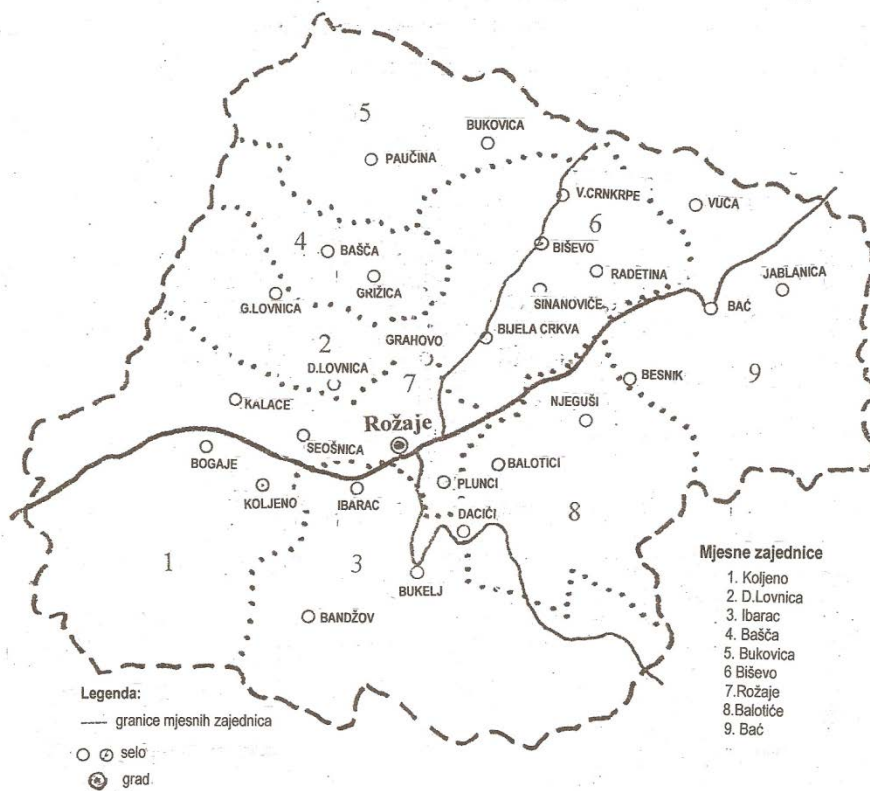 5
BUKOVICA
PAUČINA
V.CRNKRPE
VUĆA
6
4
BAŠČA
BIŠEVO
RADETINA
JABLANICA
GRIŽICA
G.LOVNICA
SINANOVIĆE
BAĆ
BIJELA CRKVA
GRAHOVO
2
D.LOVNICA
7
BESNIK
9
KALAĆE
NJEGUŠI
Rožaje
SEOŠNICA
BOGAJE
BALOTICI
PLUNCI
KOLJENO
IBARAC
DACIĆI
8
1
3
BUKELJ
BANDŽOV
Mjesne zajednice
1. Koljeno
2. D.Lovnica
3. Ibarac
4. Bašča
5. Bukovica
6 Biševo
7.Rožaje
8.Balotiće
9. Bać
Legenda:
granice mjesnih zajednica
selo
grad